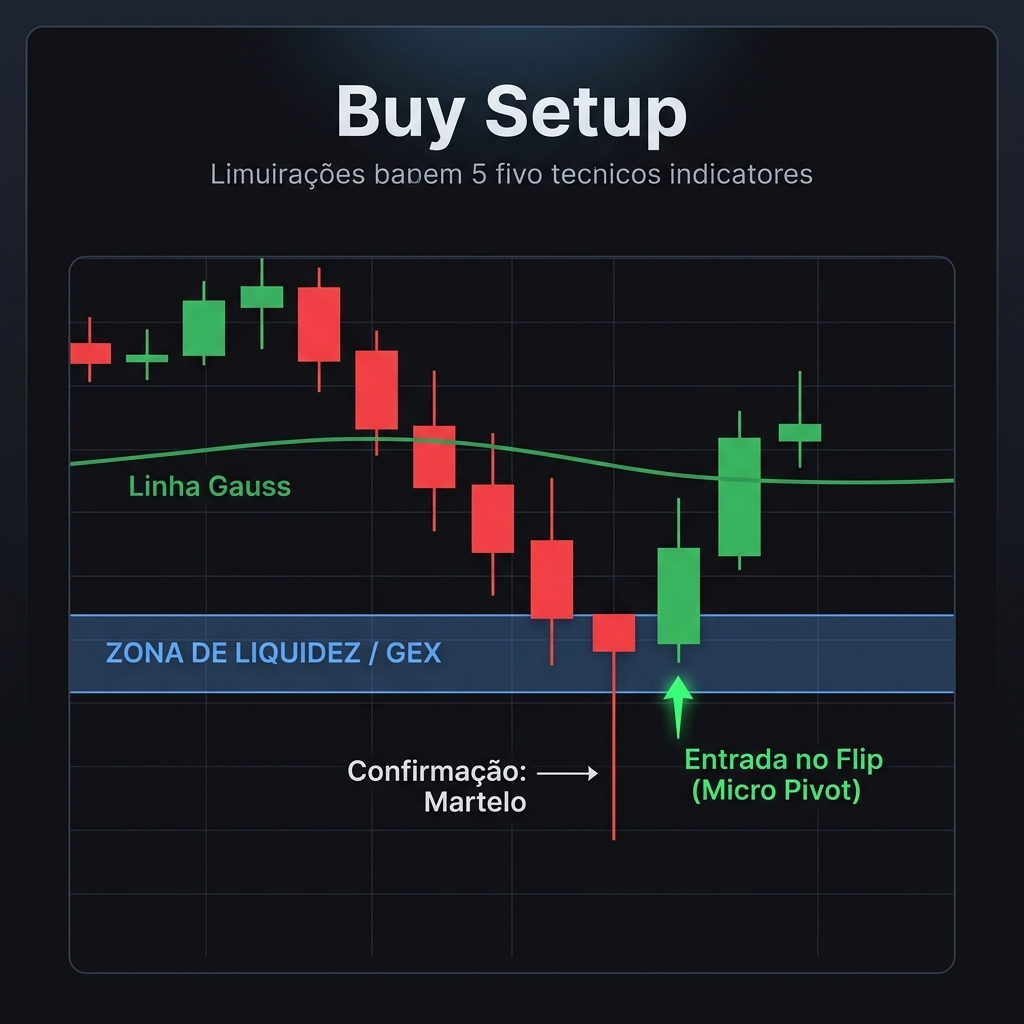 Buy Setup
Limuirações bapem 5 fivo tecnicos indicatores
Linha Gauss
ZONA DE LIQUIDEZ / GEX
Confirmação:
Martelo
Entrada no Flip
(Micro Pivot)